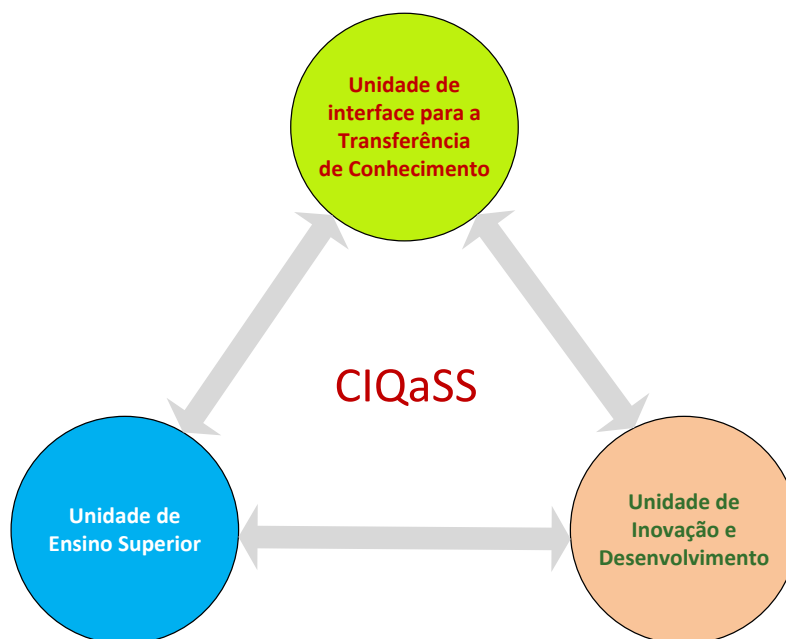 Unidade de
interface para a
Transferência
de Conhecimento
CIQaSS
Unidade de
Ensino Superior
Unidade de
Inovação e
Desenvolvimento